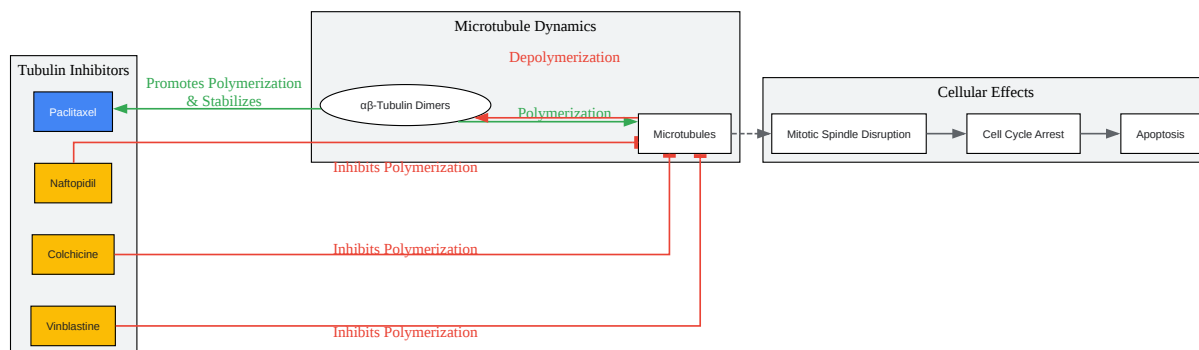 Microtubule Dynamics
Depolymerization
Tubulin Inhibitors
Promotes Polymerization
& Stabilizes
Paclitaxel
αβ-Tubulin Dimers
Polymerization
Cellular Effects
Microtubules
Mitotic Spindle Disruption
Cell Cycle Arrest
Apoptosis
Inhibits Polymerization
Naftopidil
Colchicine
Inhibits Polymerization
Vinblastine
Inhibits Polymerization